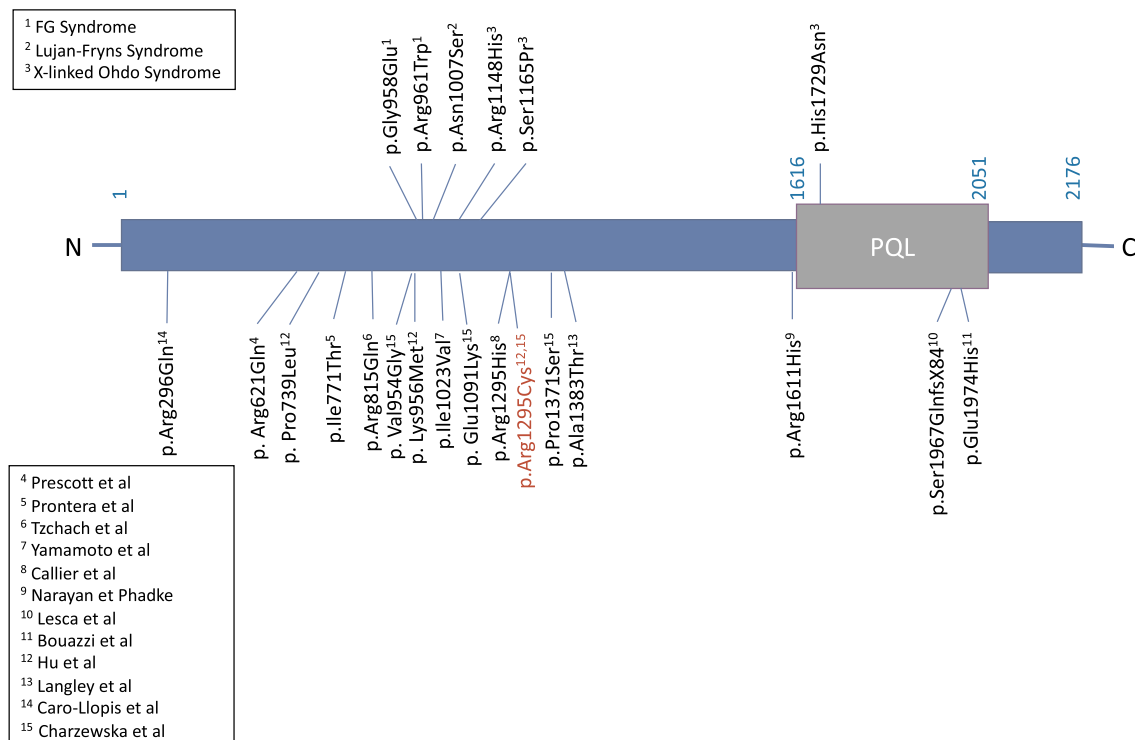 ¹ FG Syndrome
² Lujan-Fryns Syndrome
³ X-linked Ohdo Syndrome
p.Gly958Glu¹
p.Arg961Trp¹
p.Asn1007Ser²
p.Arg1148His³
p.Ser1165Pr³
p.His1729Asn³
1
1616
2051
2176
N
PQL
C
p.Arg296Gln¹⁴
p. Arg621Gln⁴
p. Pro739Leu¹²
p.Ile771Thr⁵
p.Arg815Gln⁶
p. Val954Gly¹⁵
p. Lys956Met¹²
p.Ile1023Val⁷
p. Glu1091Lys¹⁵
p.Arg1295His⁸
p.Arg1295Cys¹²,¹⁵
p.Pro1371Ser¹⁵
p.Ala1383Thr¹³
p.Arg1611His⁹
p.Ser1967GlnfsX84¹⁰
p.Glu1974His¹¹
⁴ Prescott et al
⁵ Prontera et al
⁶ Tzchach et al
⁷ Yamamoto et al
⁸ Callier et al
⁹ Narayan et Phadke
¹⁰ Lesca et al
¹¹ Bouazzi et al
¹² Hu et al
¹³ Langley et al
¹⁴ Caro-Llopis et al
¹⁵ Charzewska et al